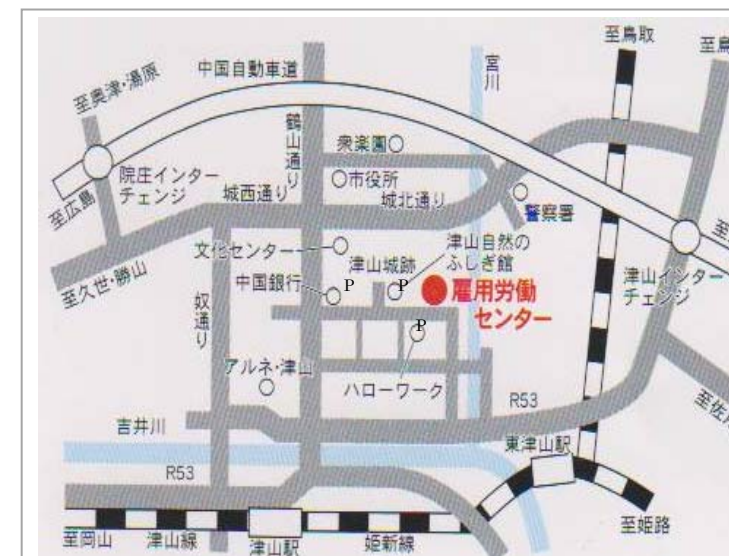 至鳥取
至鳥
中国自動車道
宮川
至奥津・湯原
鶴山通り
衆楽園
院庄インター
チェンジ
市役所
城西通り
城北通り
至広島
警察署
文化センター
津山自然の
ふしぎ館
津山城跡
至久世・勝山
中国銀行
P
P
雇用労働
センター
津山インター
チェンジ
奴通り
P
アルネ・津山
ハローワーク
R53
至佐
吉井川
東津山駅
R53
至岡山
津山線
津山駅
姫新線
至姫路